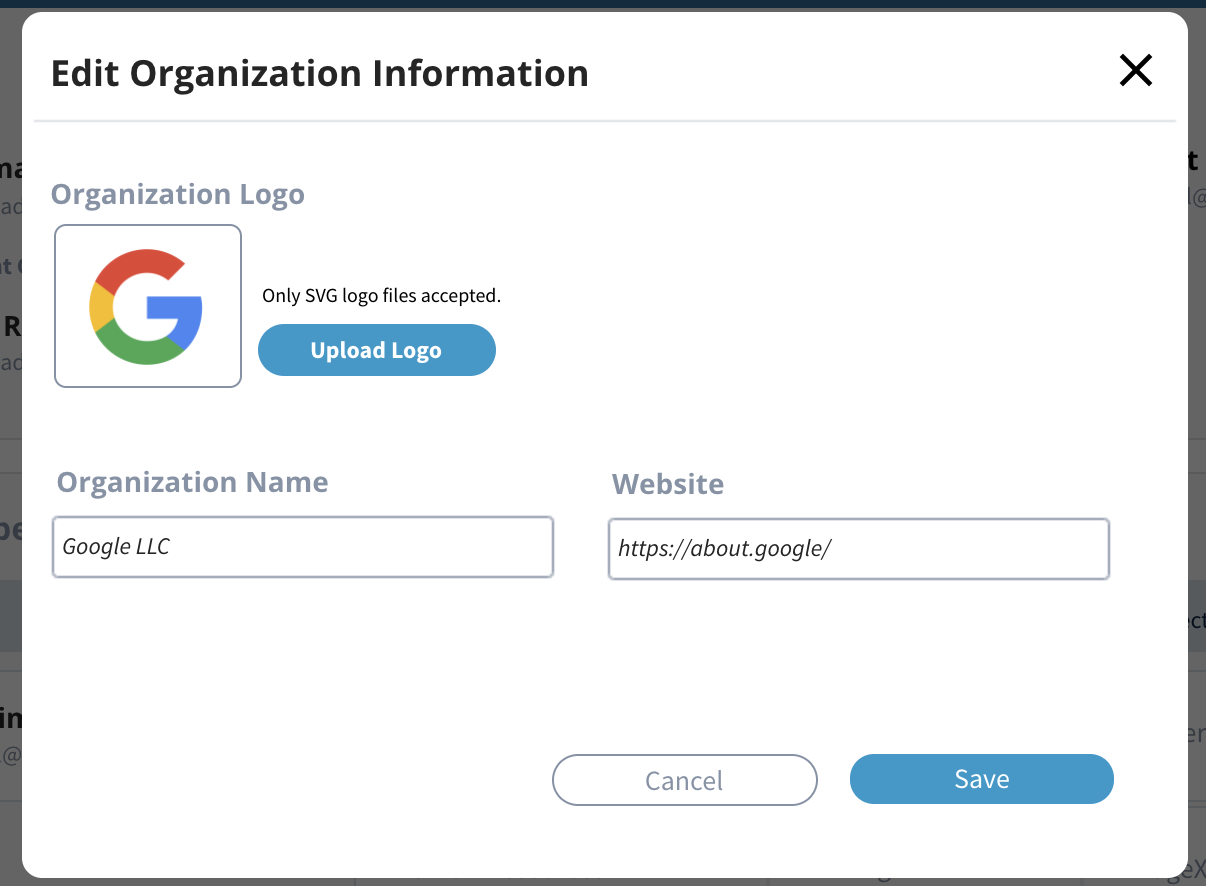 Edit Organization Information
Organization Logo
Only SVG logo files accepted.
Upload Logo
Organization Name
Website
Google LLC
https://about.google/
Cancel
Save